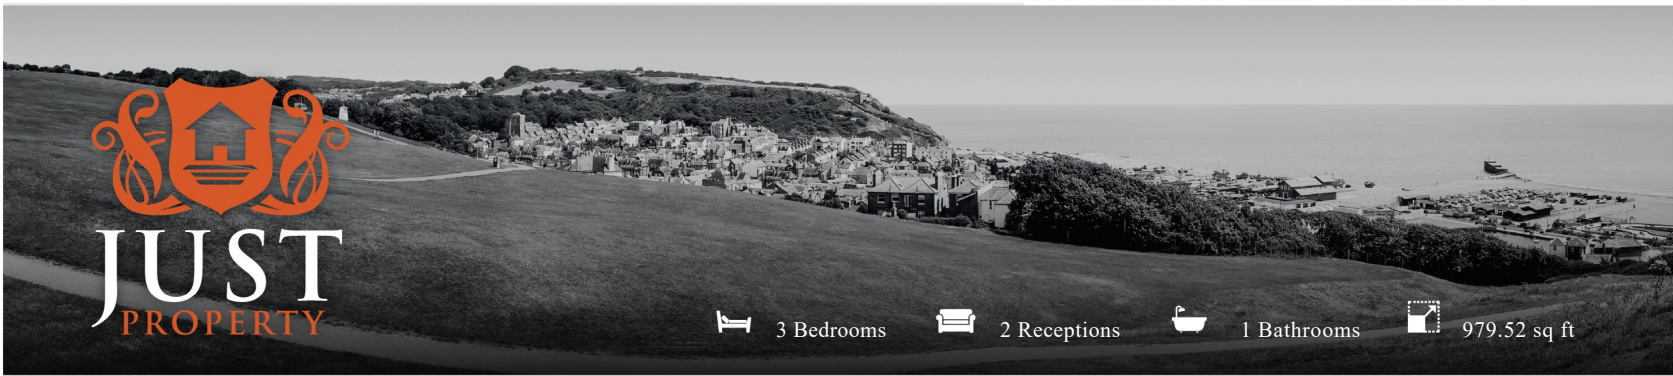 JUST
PROPERTY
3 Bedrooms
2 Receptions
1 Bathrooms
979.52 sq ft